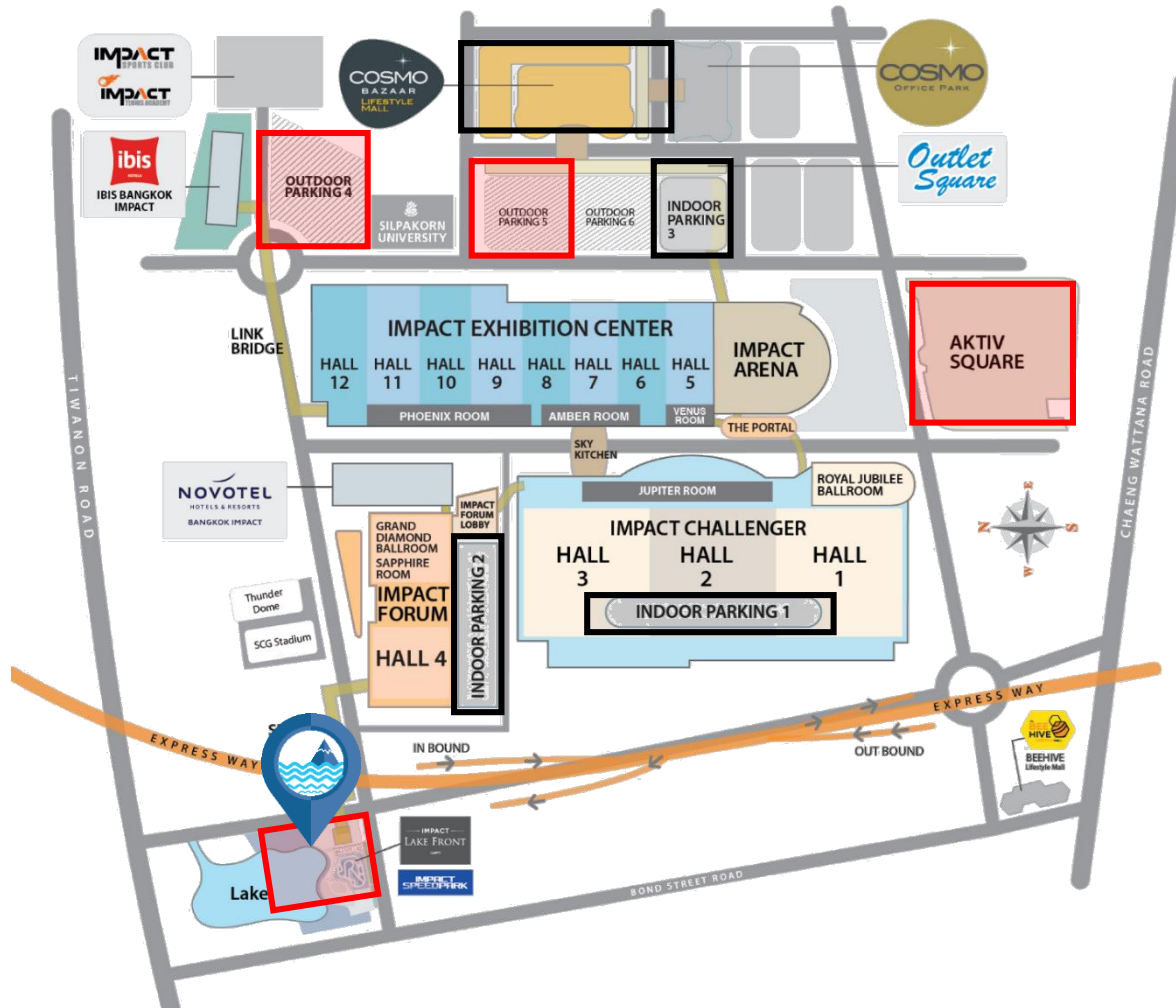 IMPACT
SPORTS CLUB
IMPACT
TENNIS ACADEMY
COSMO
BAZAAR
LIFESTYLE
MALL
COSMO
OFFICE PARK
ibis
HOTELS
IBIS BANGKOK
IMPACT
OUTDOOR
PARKING 4
SILPAKORN
UNIVERSITY
OUTDOOR
PARKING 5
OUTDOOR
PARKING 6
INDOOR
PARKING
3
Outlet
Square
LINK
BRIDGE
IMPACT EXHIBITION CENTER
HALL
12
HALL
11
HALL
10
HALL
9
HALL
8
HALL
7
HALL
6
HALL
5
PHOENIX ROOM
AMBER ROOM
VENUS
ROOM
IMPACT
ARENA
THE PORTAL
AKTIV
SQUARE
TIWANON ROAD
CHAENG WATTANA ROAD
SKY
KITCHEN
NOVOTEL
HOTELS & RESORTS
BANGKOK IMPACT
IMPACT
FORUM
LOBBY
GRAND
DIAMOND
BALLROOM
SAPPHIRE
ROOM
IMPACT
FORUM
HALL 4
INDOOR PARKING 2
JUPITER ROOM
ROYAL JUBILEE
BALLROOM
IMPACT CHALLENGER
HALL
3
HALL
2
HALL
1
INDOOR PARKING 1
N
E
S
W
Thunder
Dome
SCG Stadium
EXPRESS WAY
IN BOUND
OUT BOUND
EXPRESS WAY
BEE
HIVE
BEEHIVE
Lifestyle Mall
IMPACT
LAKE FRONT
IMPACT
SPEEDPARK
Lake
BOND STREET ROAD